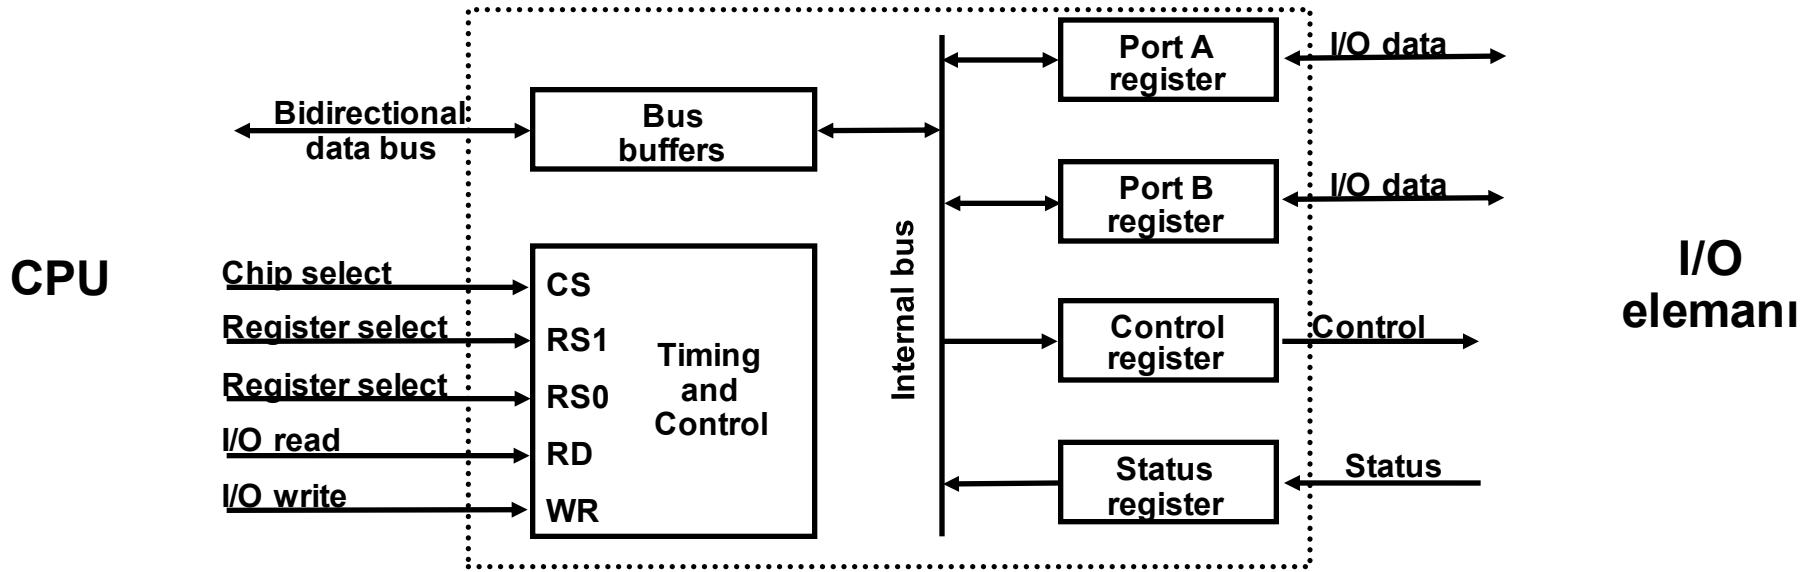 CPU
Bidirectional
data bus
Chip select
Register select
Register select
I/O read
I/O write
Bus
buffers
CS
RS1
RS0
RD
WR
Timing
and
Control
Internal bus
Port A
register
I/O data
Port B
register
I/O data
Control
register
Control
Status
register
Status
I/O
elemanı